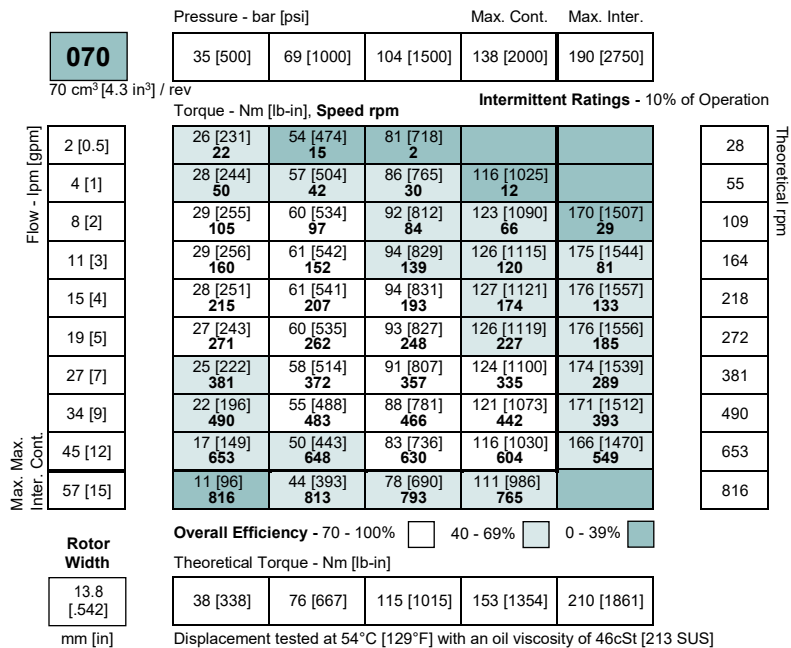 Pressure - bar [psi] Max. Cont. Max. Inter.
070 35 [500] 69 [1000] 104 [1500] 138 [2000] 190 [2750]
70 cm³ [4.3 in³] / rev
Intermittent Ratings - 10% of Operation
Torque - Nm [lb-in], Speed rpm
Flow - lpm [gpm]
Theoretical rpm
2 [0.5] 26 [231] 54 [474] 81 [718] 28
22 15 2
4 [1] 28 [244] 57 [504] 86 [765] 116 [1025] 55
50 42 30 12
8 [2] 29 [255] 60 [534] 92 [812] 123 [1090] 170 [1507] 109
105 97 84 66 29
11 [3] 29 [256] 61 [542] 94 [829] 126 [1115] 175 [1544] 164
160 152 139 120 81
15 [4] 28 [251] 61 [541] 94 [831] 127 [1121] 176 [1557] 218
215 207 193 174 133
19 [5] 27 [243] 60 [535] 93 [827] 126 [1119] 176 [1556] 272
271 262 248 227 185
27 [7] 25 [222] 58 [514] 91 [807] 124 [1100] 174 [1539] 381
381 372 357 335 289
34 [9] 22 [196] 55 [488] 88 [781] 121 [1073] 171 [1512] 490
490 483 466 442 393
Max. Cont.
45 [12] 17 [149] 50 [443] 83 [736] 116 [1030] 166 [1470] 653
653 648 630 604 549
Max. Inter.
57 [15] 11 [96] 44 [393] 78 [690] 111 [986] 816
816 813 793 765
Overall Efficiency - 70 - 100% 40 - 69% 0 - 39%
Rotor
Width
Theoretical Torque - Nm [lb-in]
13.8
[.542]
38 [338] 76 [667] 115 [1015] 153 [1354] 210 [1861]
mm [in] Displacement tested at 54°C [129°F] with an oil viscosity of 46cSt [213 SUS]